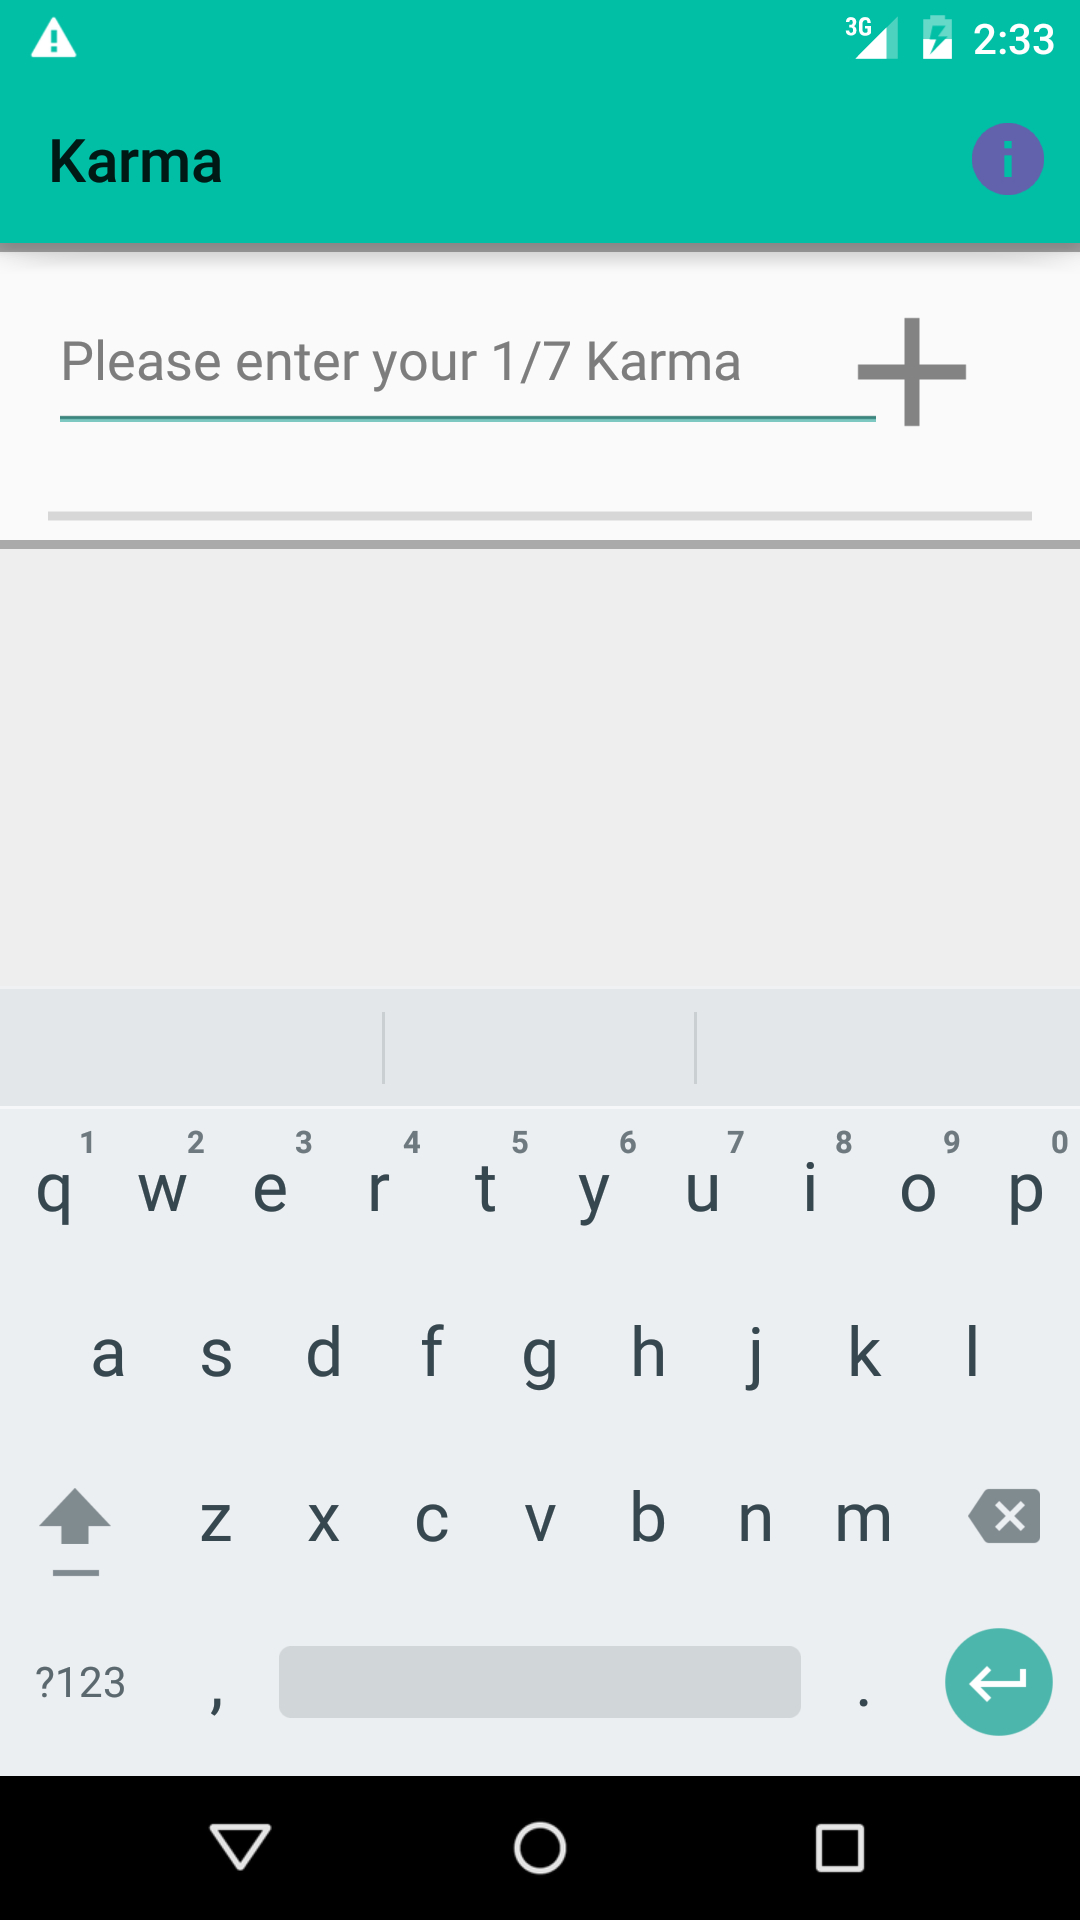 3G 2:33
Karma i
Please enter your 1/7 Karma
1 2 3 4 5 6 7 8 9 0
q w e r t y u i o p
a s d f g h j k l
z x c v b n m
?123 , .